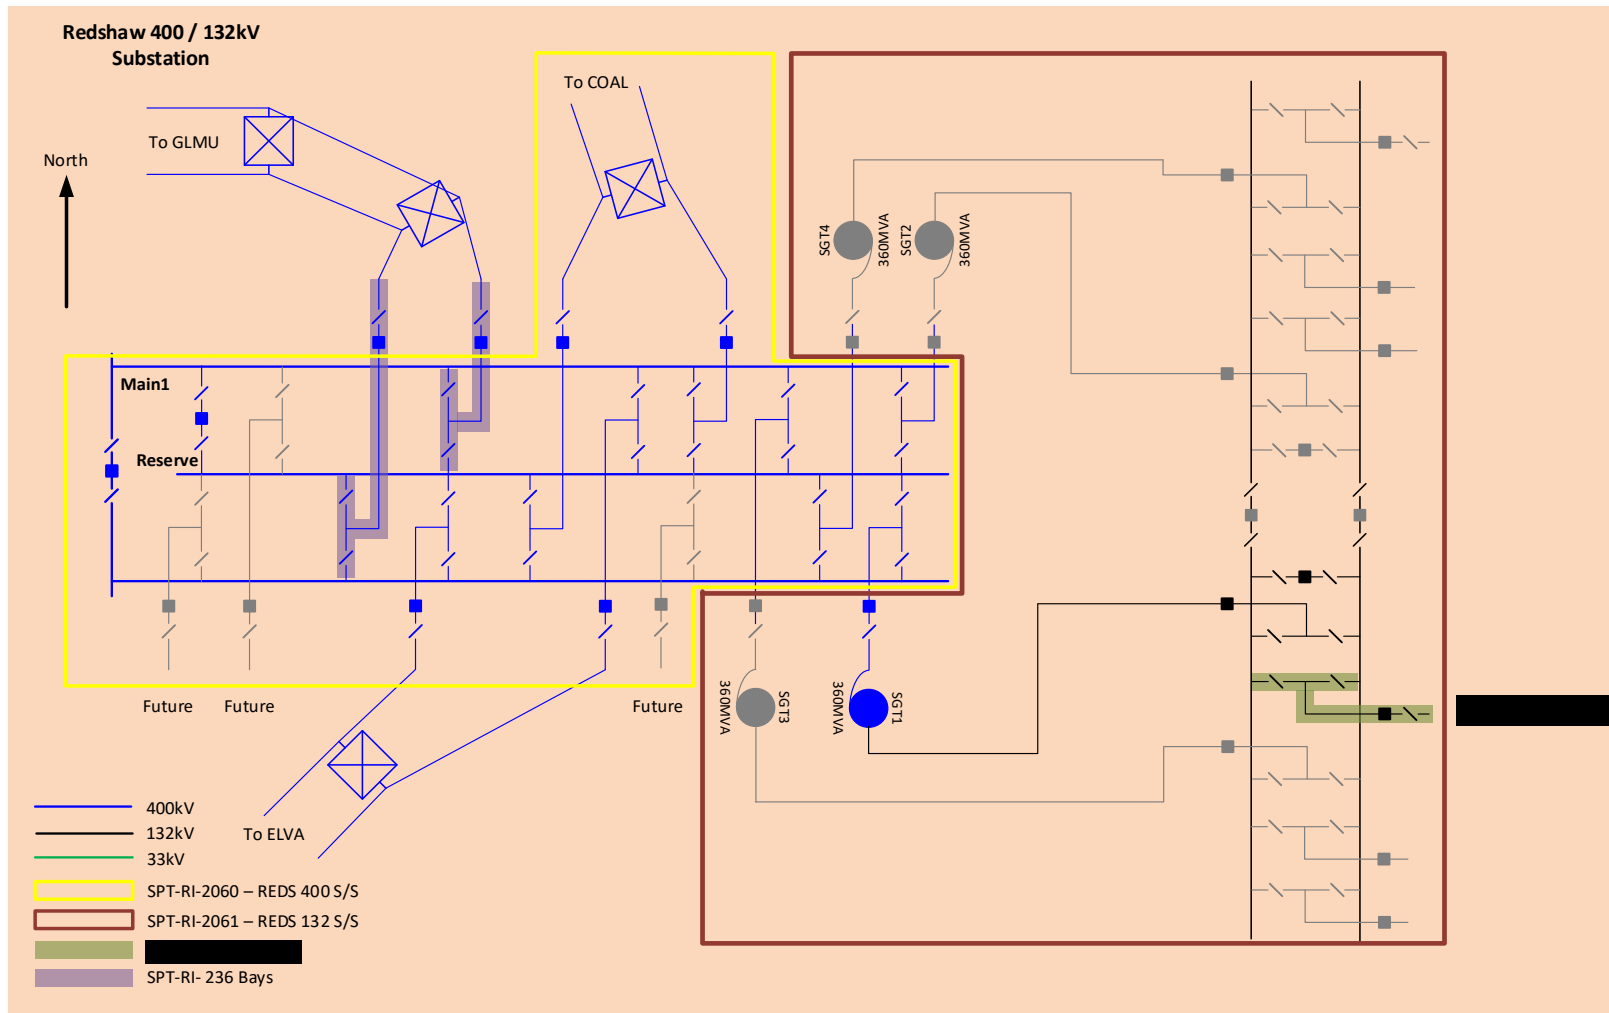 Redshaw 400 / 132kV
Substation
To COAL
To GLMU
North
SGT4
360MVA
SGT2
360MVA
Main1
Reserve
Future
Future
Future
360MVA
SGT3
360MVA
SGT1
To ELVA
400kV
132kV
33kV
SPT-RI-2060 – REDS 400 S/S
SPT-RI-2061 – REDS 132 S/S
SPT-RI- 236 Bays